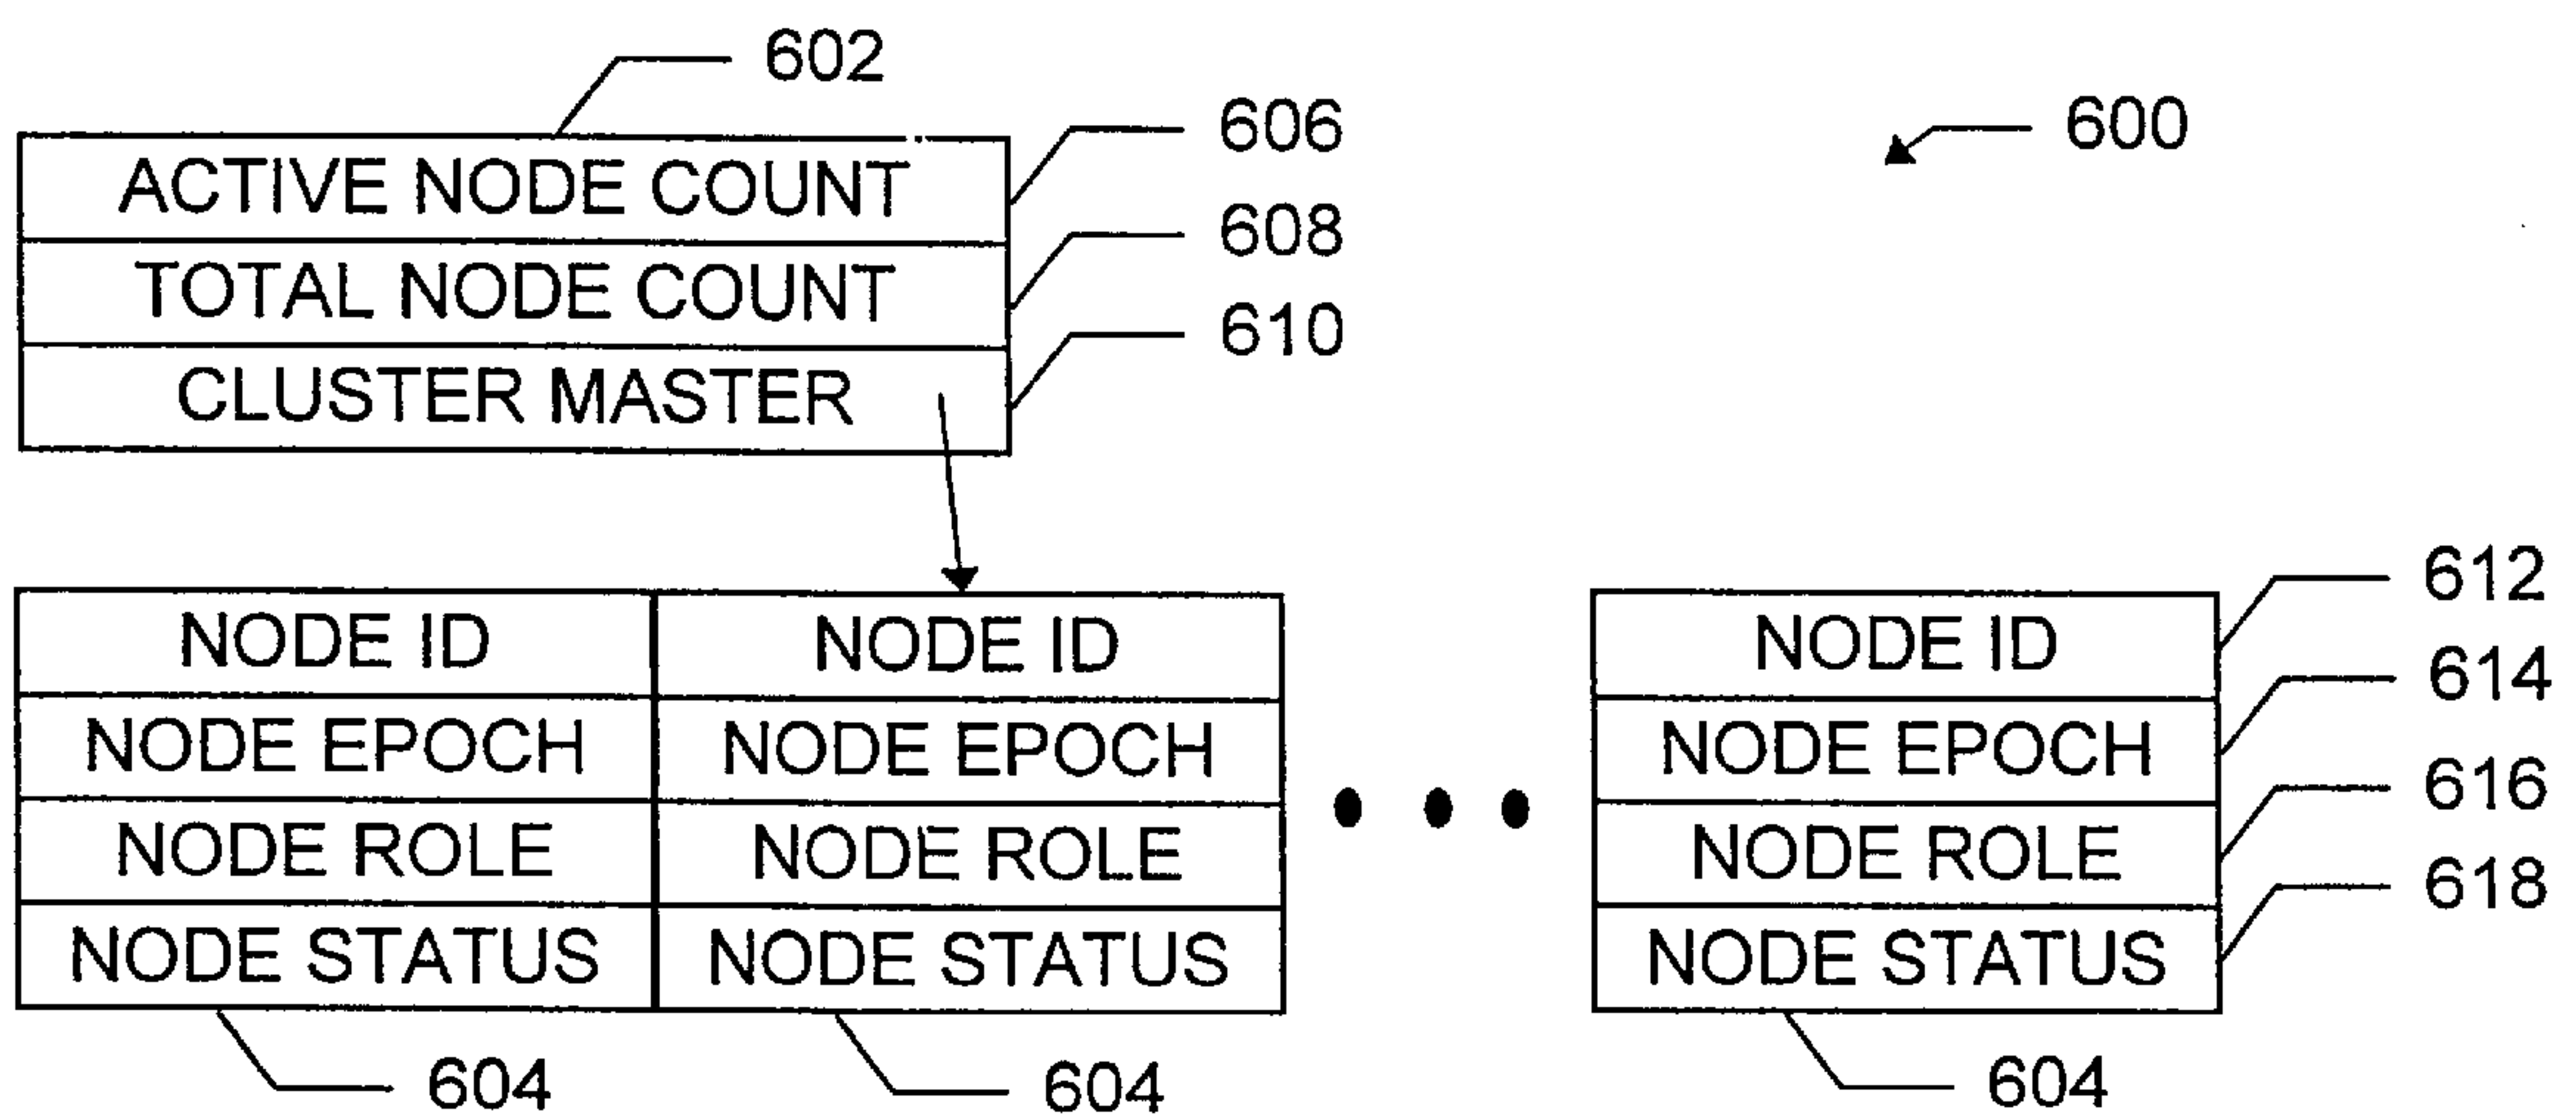 602
606
600
ACTIVE NODE COUNT
608
TOTAL NODE COUNT
610
CLUSTER MASTER
612
NODE ID NODE ID NODE ID
614
NODE EPOCH NODE EPOCH NODE EPOCH
616
NODE ROLE NODE ROLE NODE ROLE
618
NODE STATUS NODE STATUS NODE STATUS
604 604 604